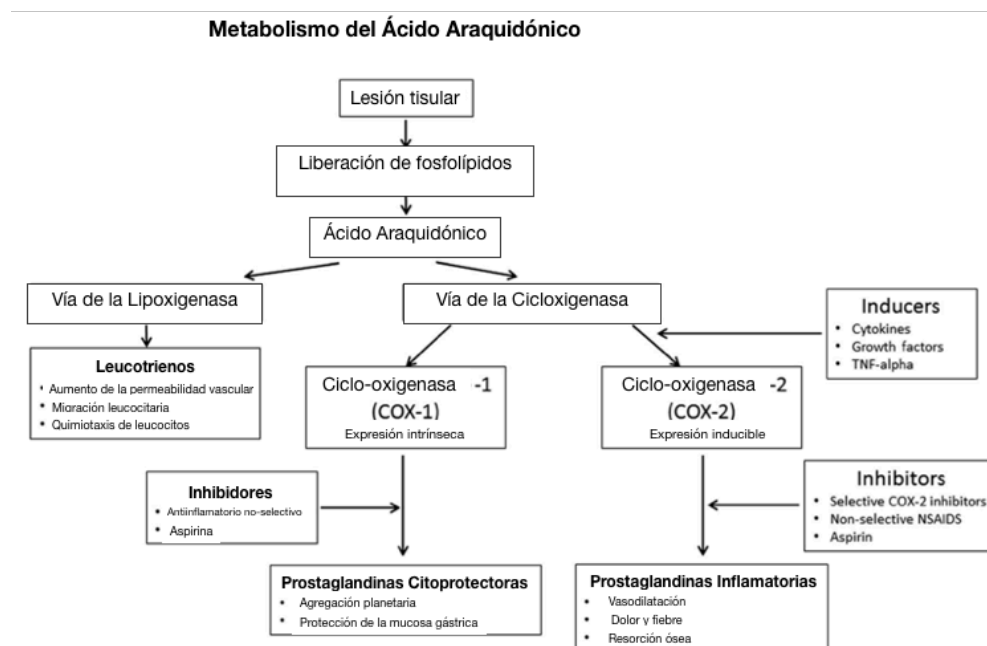 Metabolismo del Ácido Araquidónico
Lesión tisular
Liberación de fosfolípidos
Ácido Araquidónico
Vía de la Lipoxigenasa
Vía de la Cicloxigenasa
Inducers
• Cytokines
• Growth factors
• TNF-alpha
Leucotrienos
• Aumento de la permeabilidad vascular
• Migración leucocitaria
• Quimiotaxis de leucocitos
Ciclo-oxigenasa -1
(COX-1)
Expresión intrínseca
Ciclo-oxigenasa -2
(COX-2)
Expresión inducible
Inhibidores
• Antiinflamatorio no-selectivo
• Aspirina
Inhibitors
• Selective COX-2 inhibitors
• Non-selective NSAIDS
• Aspirin
Prostaglandinas Citoprotectoras
• Agregación planetaria
• Protección de la mucosa gástrica
Prostaglandinas Inflamatorias
• Vasodilatación
• Dolor y fiebre
• Resorción ósea